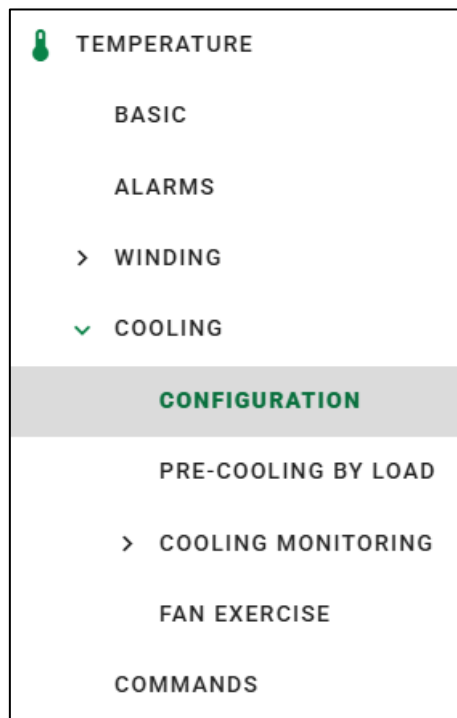 TEMPERATURE
BASIC
ALARMS
WINDING
COOLING
CONFIGURATION
PRE-COOLING BY LOAD
COOLING MONITORING
FAN EXERCISE
COMMANDS